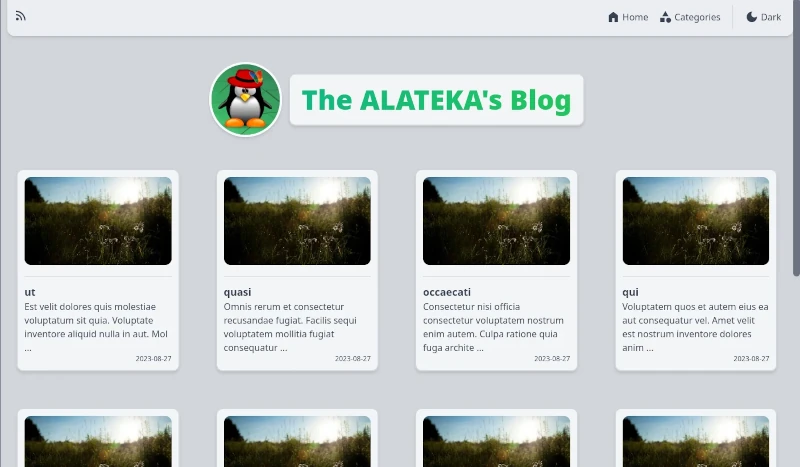 Home Categories Dark
The ALATEKA's Blog
ut
Est velit dolores quis molestiae
voluptatum sit quia. Voluptate
inventore aliquid nulla in aut. Mol
...
2023-08-27
quasi
Omnis rerum et consectetur
recusandae fugiat. Facilis sequi
voluptatem mollitia fugiat
consequatur ...
2023-08-27
occaecati
Consectetur nisi officia
consectetur voluptatem nostrum
enim autem. Culpa ratione quia
fuga archite ...
2023-08-27
qui
Voluptatem quos et autem eius ea
aut consequatur vel. Amet velit
est nostrum inventore dolores
anim ...
2023-08-27